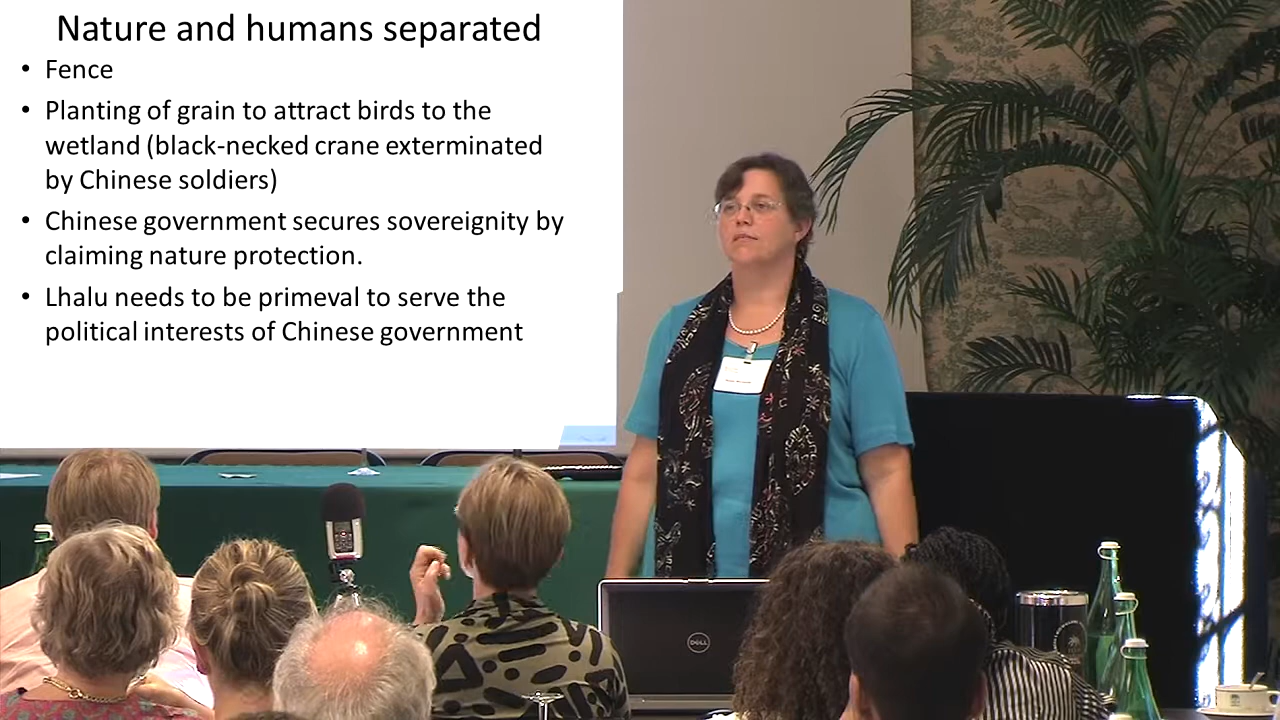 Nature and humans separated
• Fence
• Planting of grain to attract birds to the
wetland (black-necked crane exterminated
by Chinese soldiers)
• Chinese government secures sovereignity by
claiming nature protection.
• Lhalu needs to be primeval to serve the
political interests of Chinese government
DELL